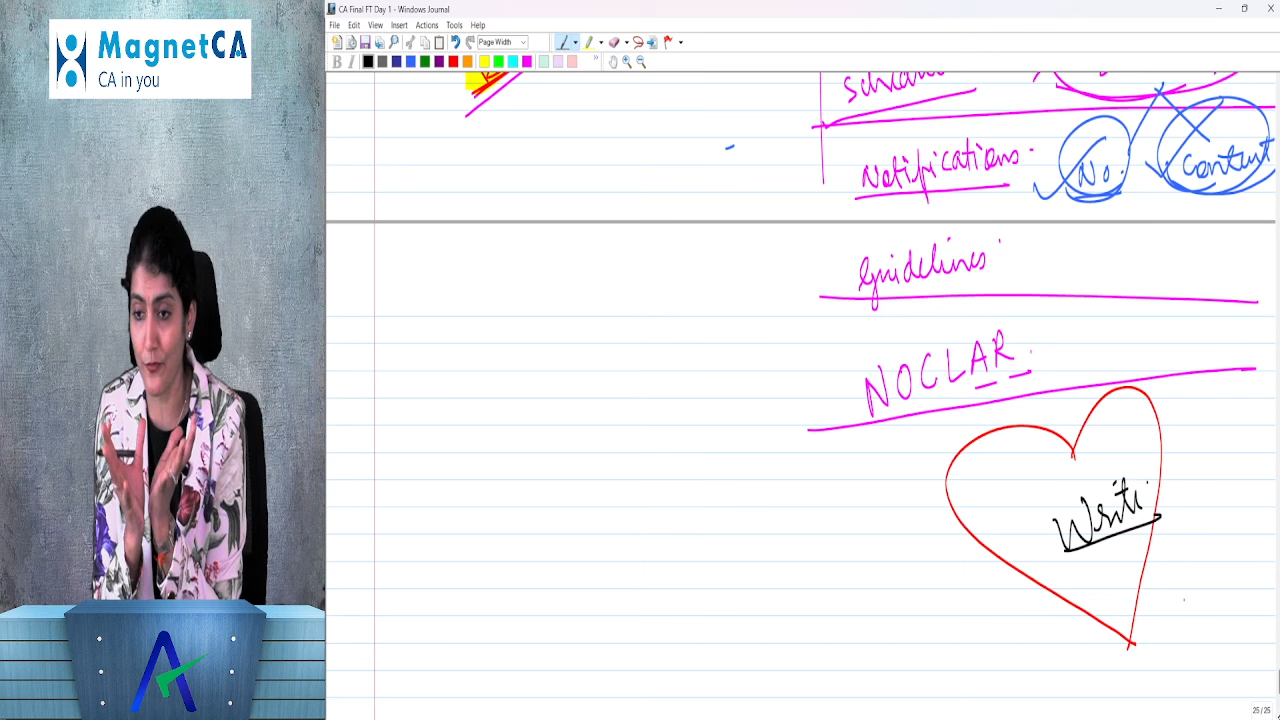 MagnetCA
CA in you
CA Final FT Day 1 - Windows Journal
File Edit View Insert Actions Tools Help
Page Width
B I
Notifications. No. Content
Guidelines
NOCLAR.
Write
25 / 25